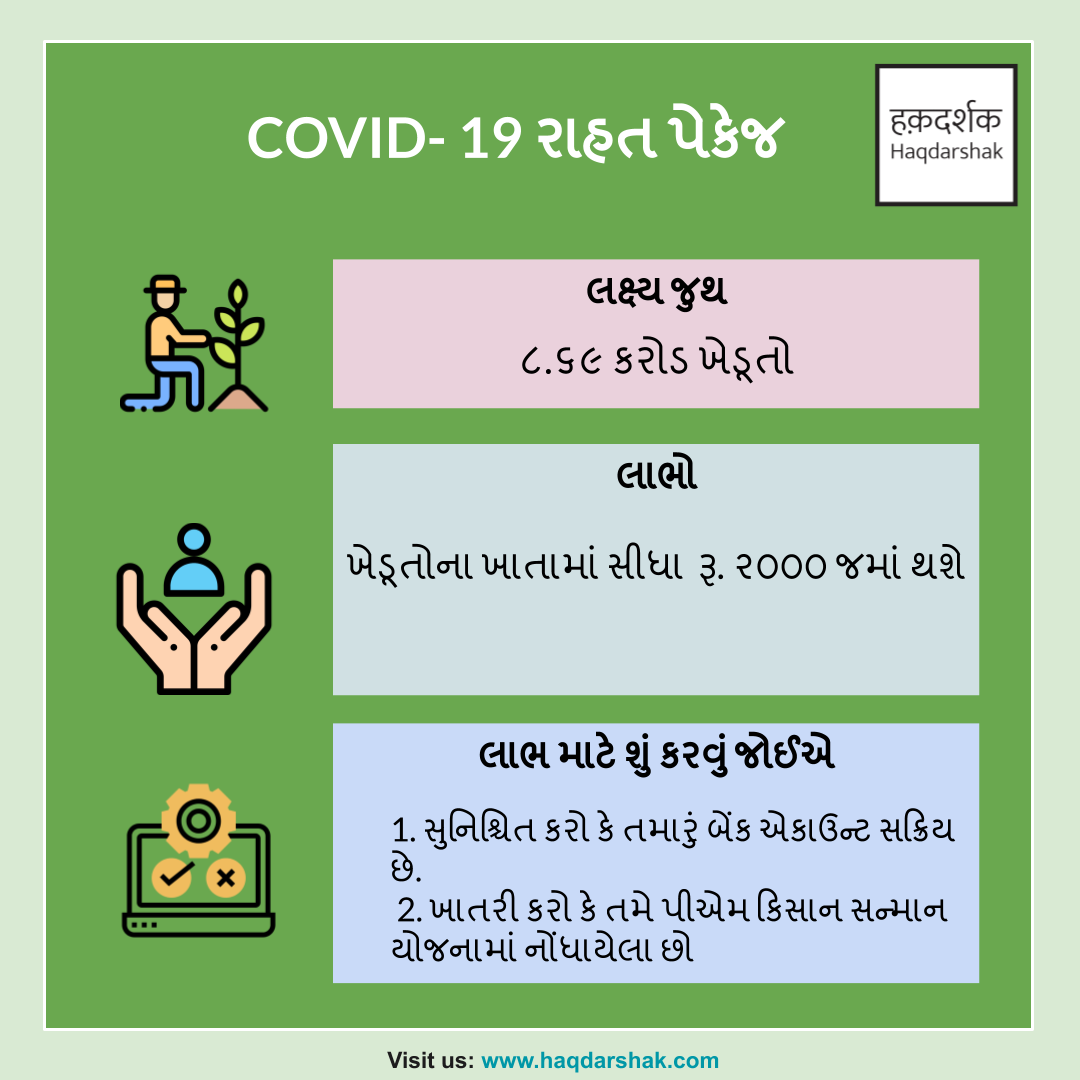 COVID- 19 રાહત પેકેજ
हक़दर्शक
Haqdarshak
લક્ષ્ય જુથ
૮.૬૯ કરોડ ખેડૂતો
લાભો
ખેડૂતોના ખાતામાં સીધા રૂ. ૨૦૦૦ જમાં થશે
લાભ માટે શું કરવું જોઈએ
1. સુનિશ્ચિત કરો કે તમારું બેંક એકાઉન્ટ સક્રિય
છે.
2. ખાતરી કરો કે તમે પીએમ કિસાન સન્માન
યોજનામાં નોંધાયેલા છો
Visit us: www.haqdarshak.com